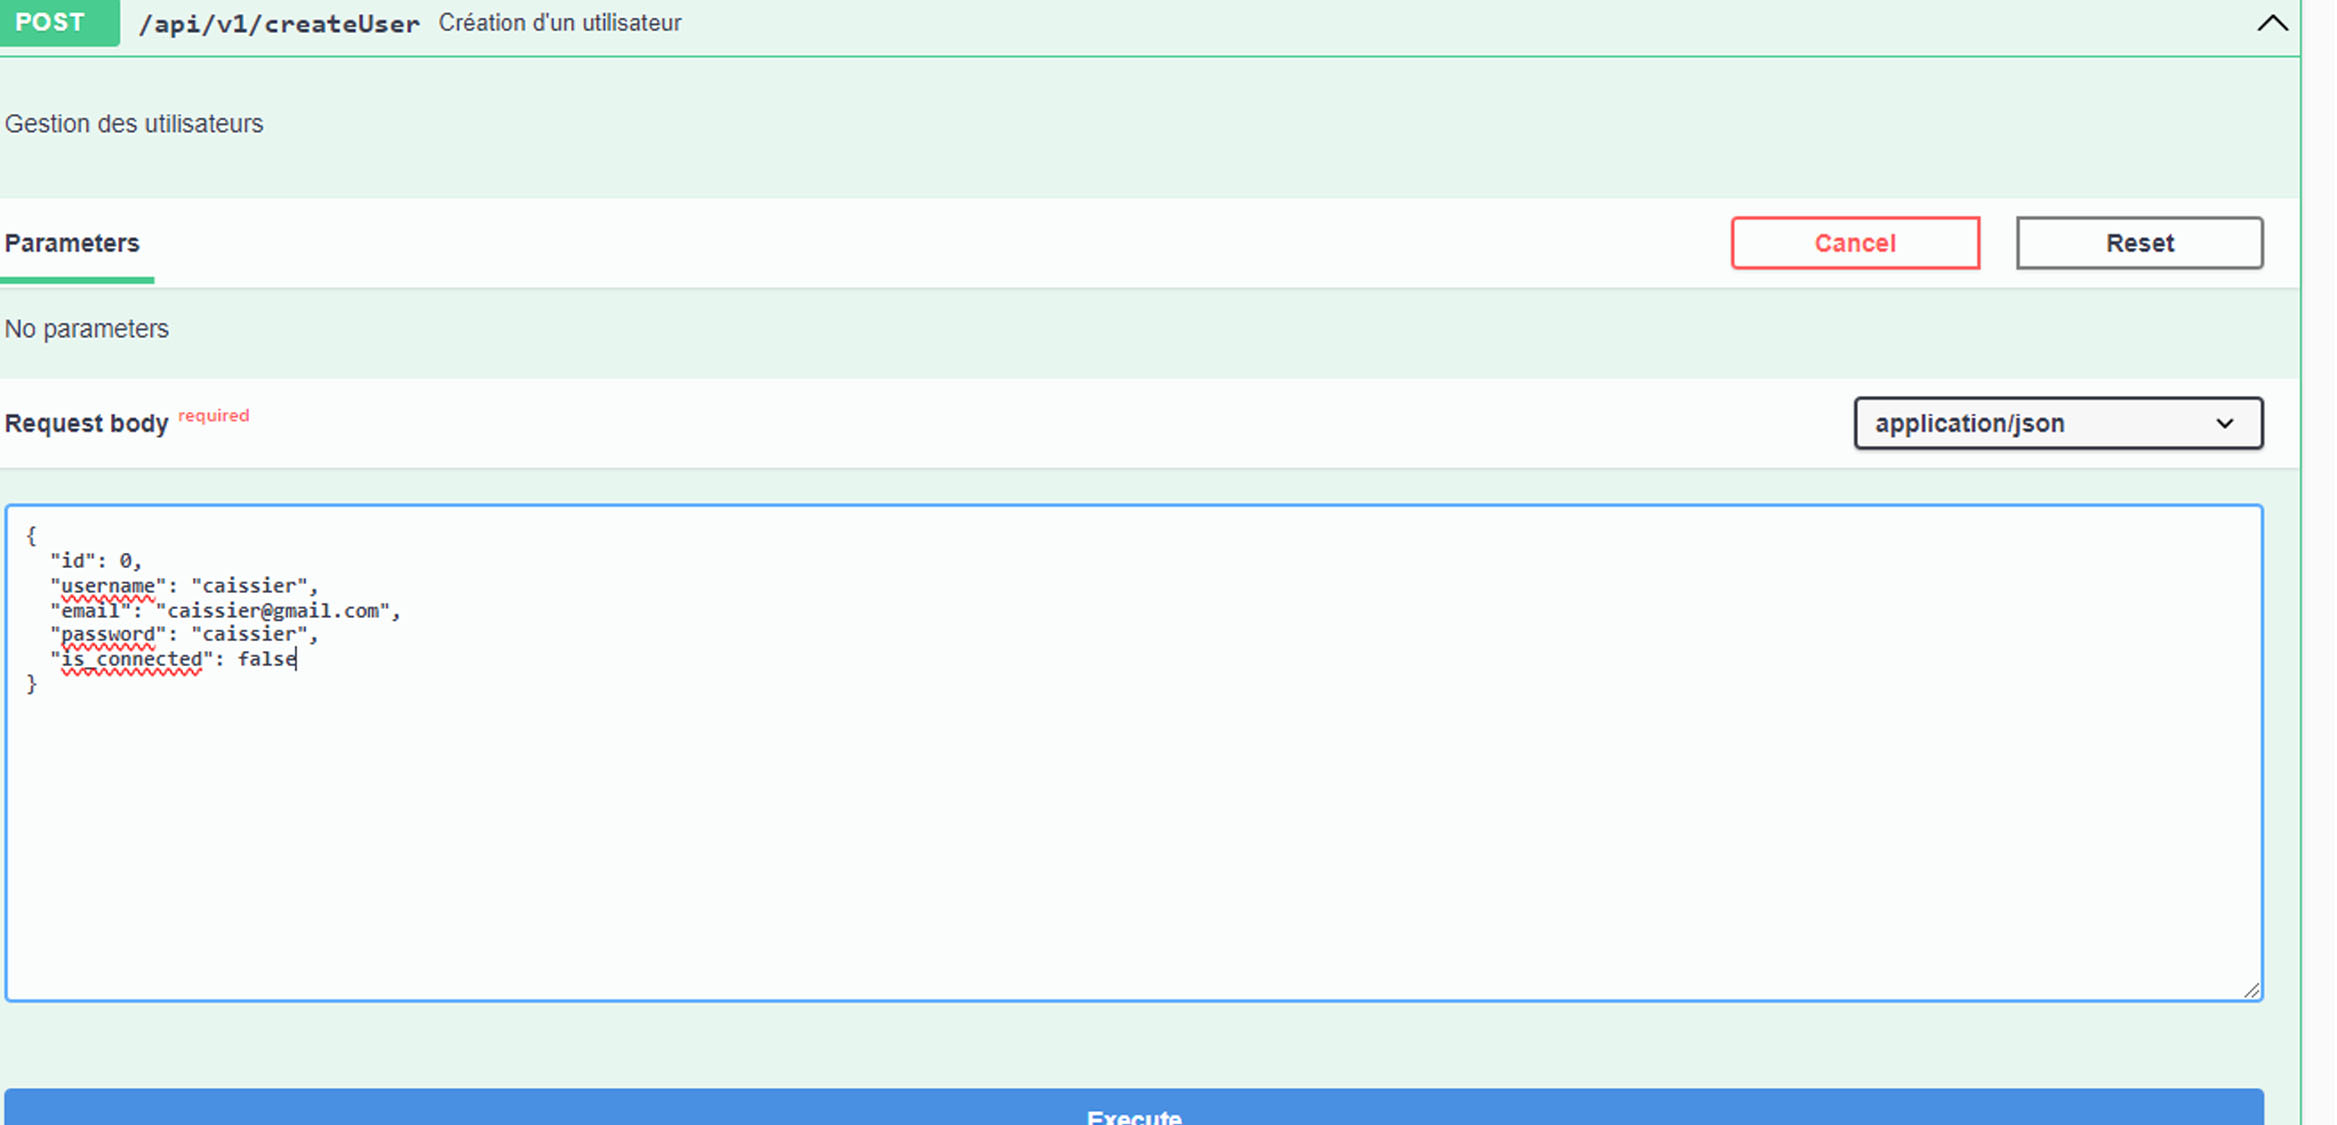 POST /api/v1/createUser Création d'un utilisateur
Gestion des utilisateurs
Parameters Cancel Reset
No parameters
Request body required application/json
{
"id": 0,
"username": "caissier",
"email": "caissier@gmail.com",
"password": "caissier",
"is_connected": false
}
Execute